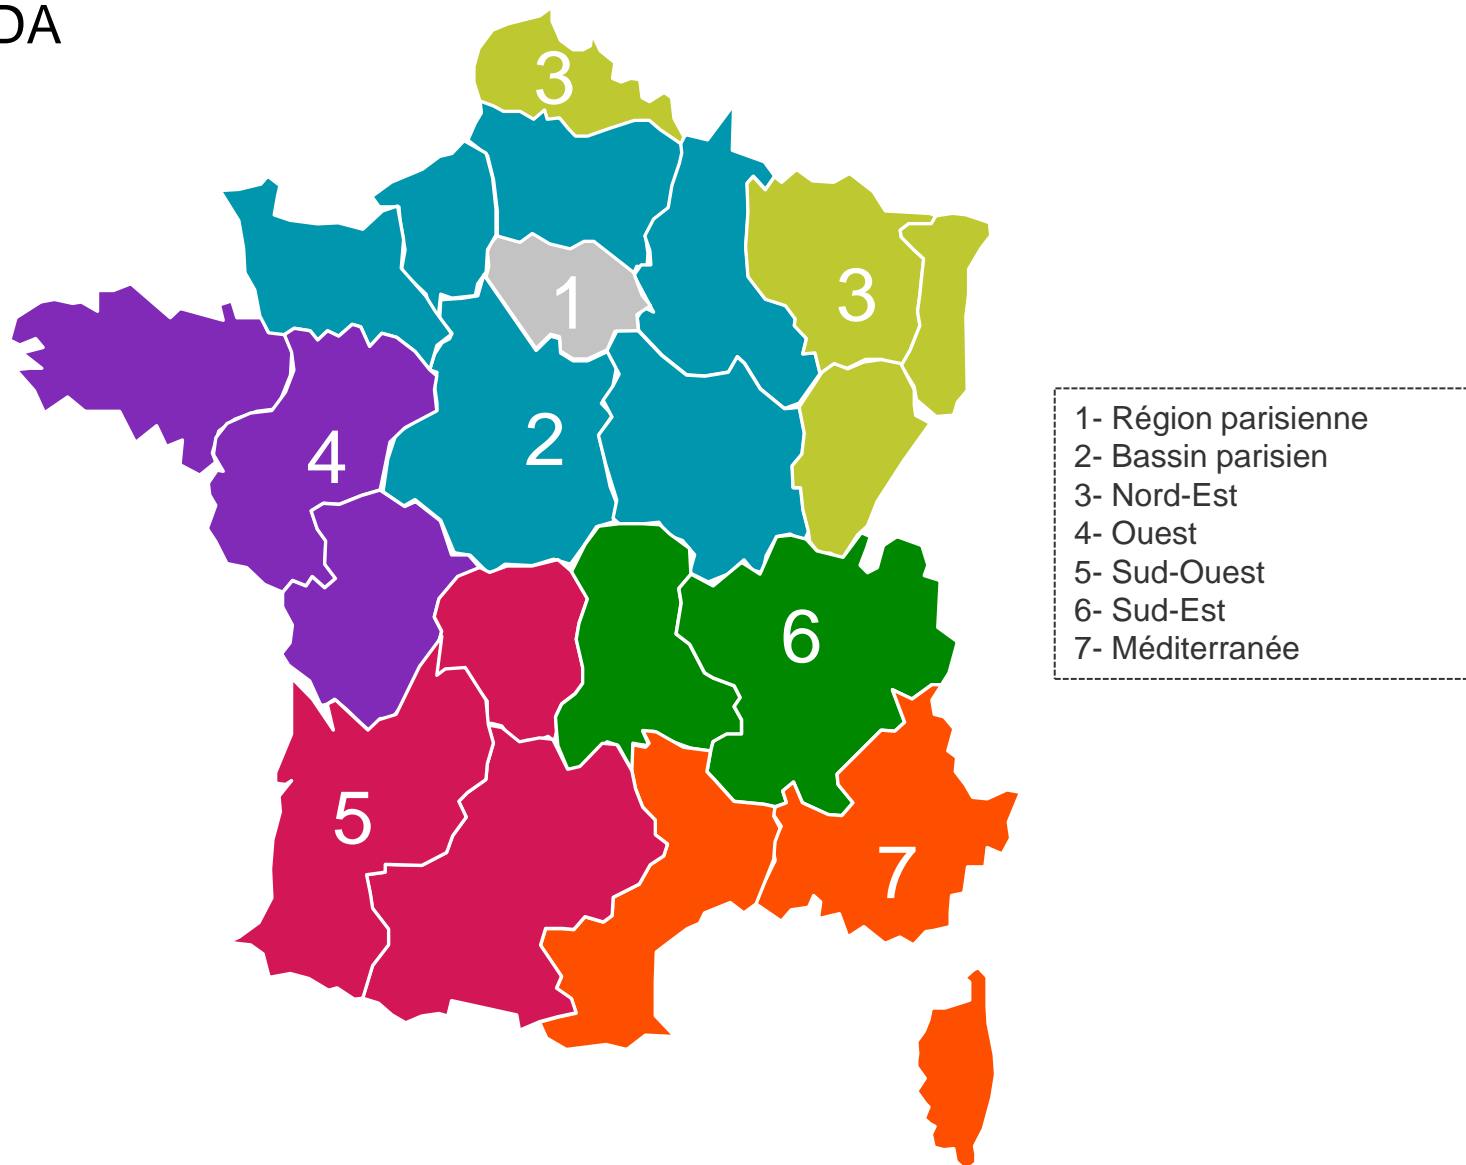 DA
3
3
1
2
4
6
5
7
1- Région parisienne
2- Bassin parisien
3- Nord-Est
4- Ouest
5- Sud-Ouest
6- Sud-Est
7- Méditerranée